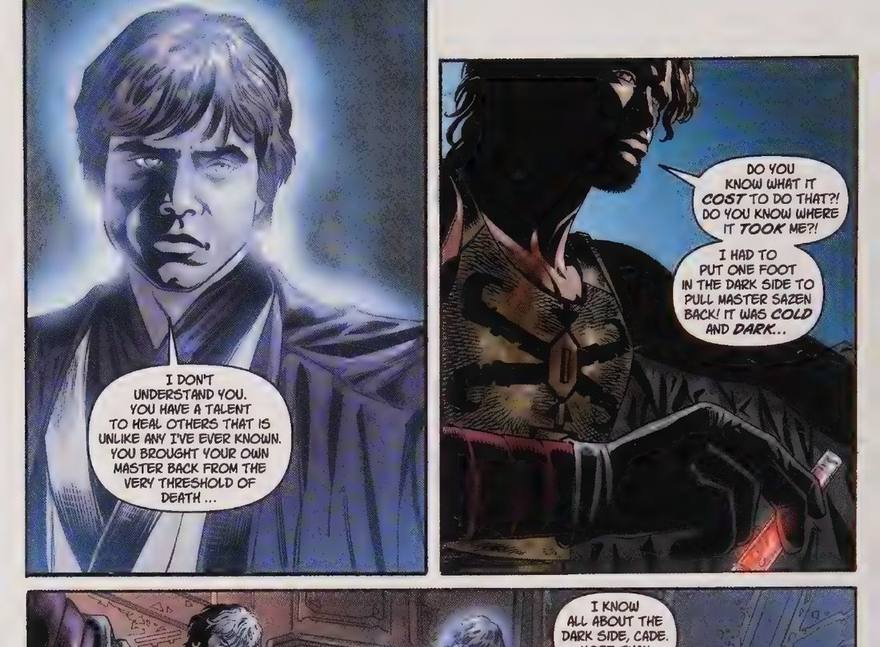 I DON'T
UNDERSTAND YOU.
YOU HAVE A TALENT
TO HEAL OTHERS THAT IS
UNLIKE ANY I'VE EVER KNOWN.
YOU BROUGHT YOUR OWN
MASTER BACK FROM THE
VERY THRESHOLD OF
DEATH ...
DO YOU
KNOW WHAT IT
COST TO DO THAT?!
DO YOU KNOW WHERE
IT TOOK ME?!
I HAD TO
PUT ONE FOOT
IN THE DARK SIDE TO
PULL MASTER SAZEN
BACK! IT WAS COLD
AND DARK...
I KNOW
ALL ABOUT THE
DARK SIDE, CADE.